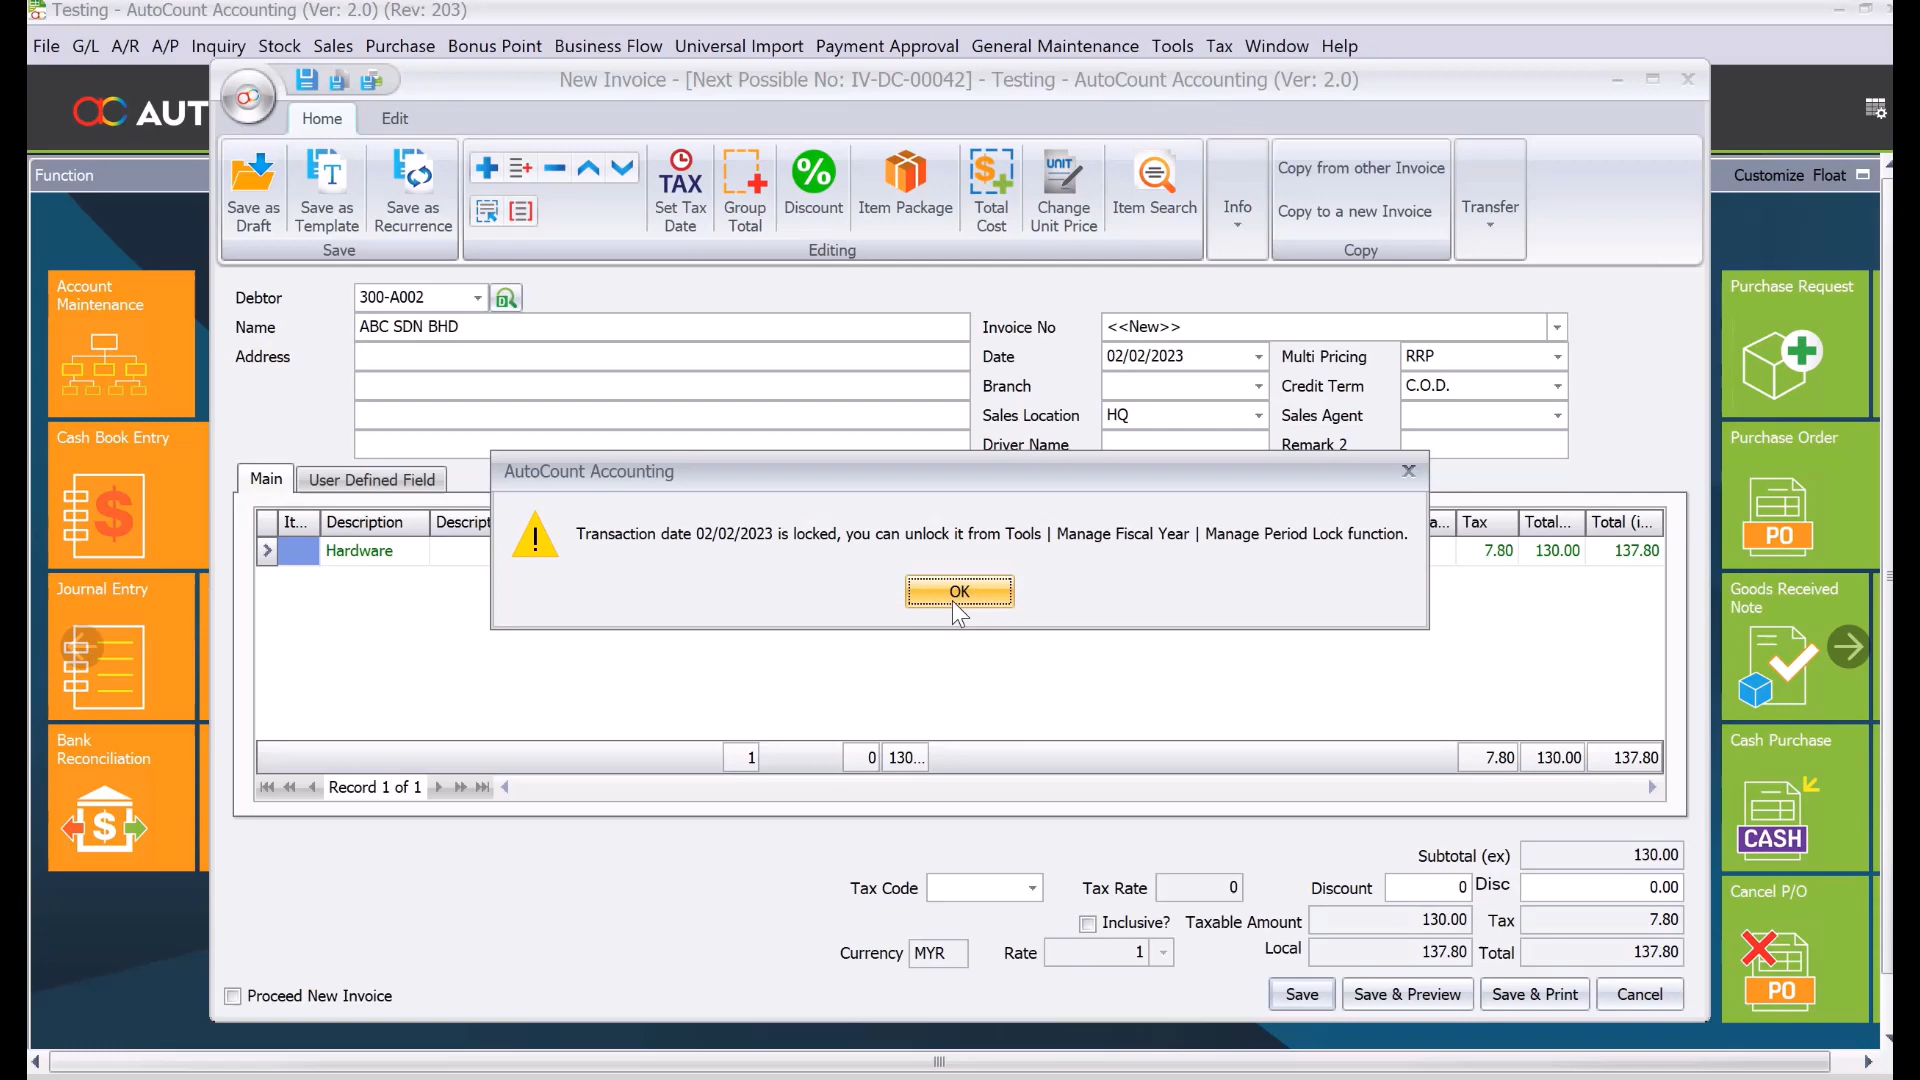 Testing - AutoCount Accounting (Ver: 2.0) (Rev: 203)
File G/L A/R A/P Inquiry Stock Sales Purchase Bonus Point Business Flow Universal Import Payment Approval General Maintenance Tools Tax Window Help
New Invoice - [Next Possible No: IV-DC-00042] - Testing - AutoCount Accounting (Ver: 2.0)
AUT
Home Edit
Function
Customize Float
Save as Draft
Save as Template
Save as Recurrence
Save
TAX
Set Tax Date
Group Total
%
Discount
Item Package
Total Cost
UNIT
Change Unit Price
Item Search
Editing
Info
Copy from other Invoice
Copy to a new Invoice
Copy
Transfer
Account Maintenance
Cash Book Entry
Journal Entry
Bank Reconciliation
Debtor 300-A002
Name ABC SDN BHD
Address
Invoice No <<New>>
Date 02/02/2023 Multi Pricing RRP
Branch Credit Term C.O.D.
Sales Location HQ Sales Agent
Driver Name Remark 2
Main User Defined Field
AutoCount Accounting
Transaction date 02/02/2023 is locked, you can unlock it from Tools | Manage Fiscal Year | Manage Period Lock function.
OK
It... Description Descript a... Tax Total... Total (i...
Hardware 7.80 130.00 137.80
1 0 130... 7.80 130.00 137.80
Record 1 of 1
Subtotal (ex) 130.00
Tax Code Tax Rate 0 Discount 0 Disc 0.00
Inclusive? Taxable Amount 130.00 Tax 7.80
Currency MYR Rate 1 Local 137.80 Total 137.80
Proceed New Invoice
Save Save & Preview Save & Print Cancel
Purchase Request
Purchase Order
PO
Goods Received Note
Cash Purchase
CASH
Cancel P/O
PO